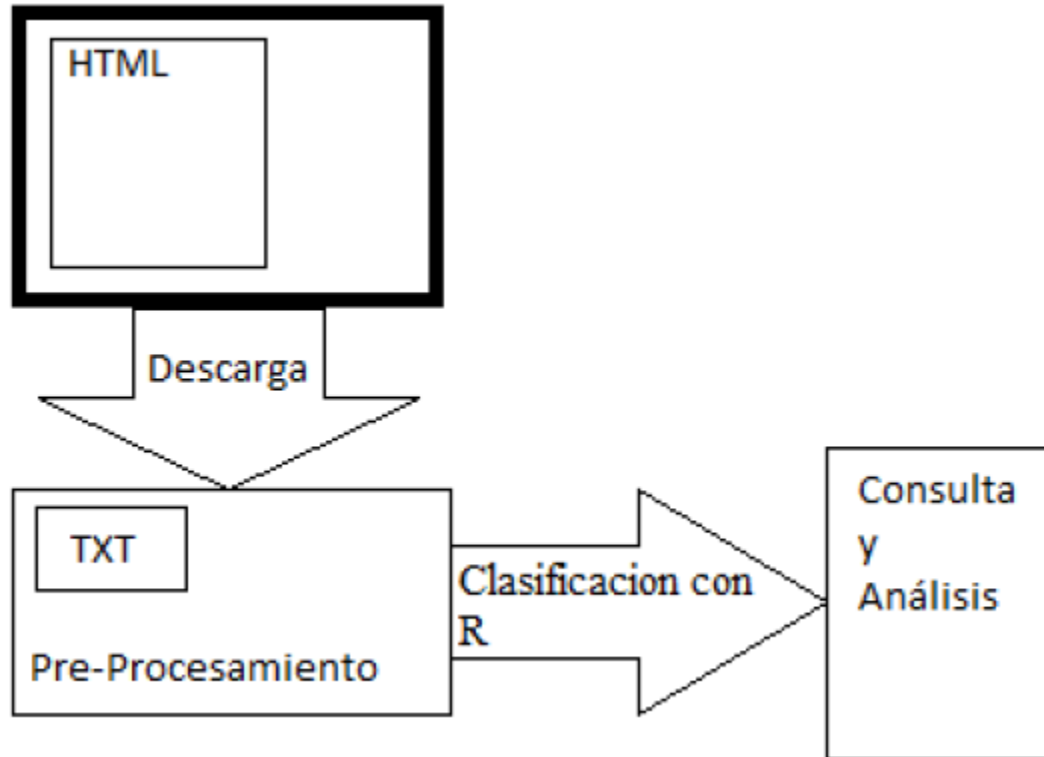 HTML
Descarga
TXT
Pre-Procesamiento
Clasificacion con
R
Consulta
y
Análisis